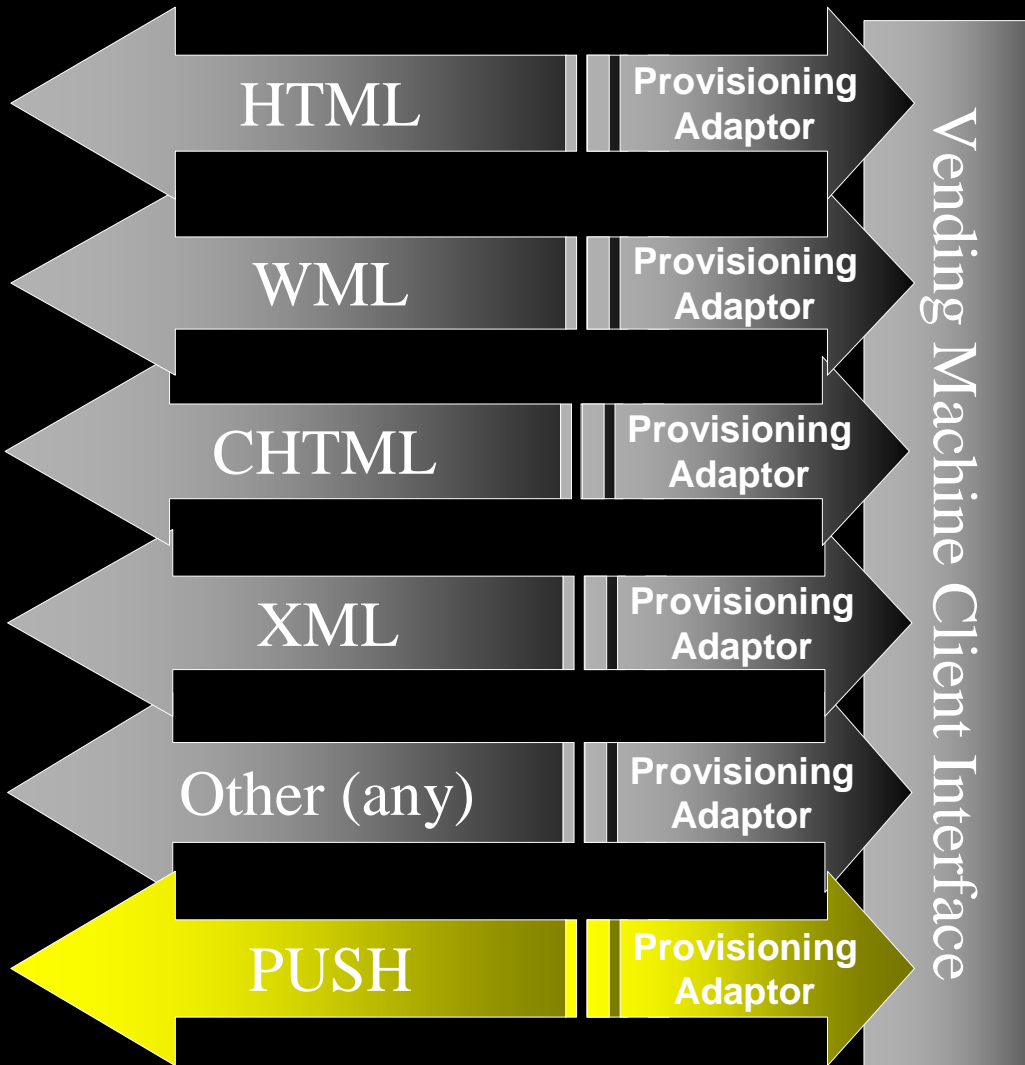 HTML
Provisioning
Adaptor
WML
Provisioning
Adaptor
CHTML
Provisioning
Adaptor
XML
Provisioning
Adaptor
Other (any)
Provisioning
Adaptor
PUSH
Provisioning
Adaptor
Vending Machine Client Interface